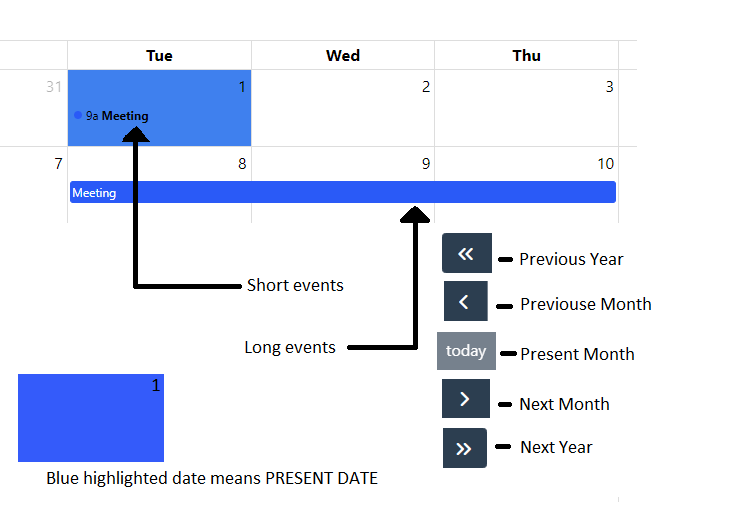 Tue Wed Thu
31 1 2 3
9a Meeting
7 8 9 10
Meeting
« Previous Year
Short events
< Previouse Month
Long events
today Present Month
1
> Next Month
» Next Year
Blue highlighted date means PRESENT DATE